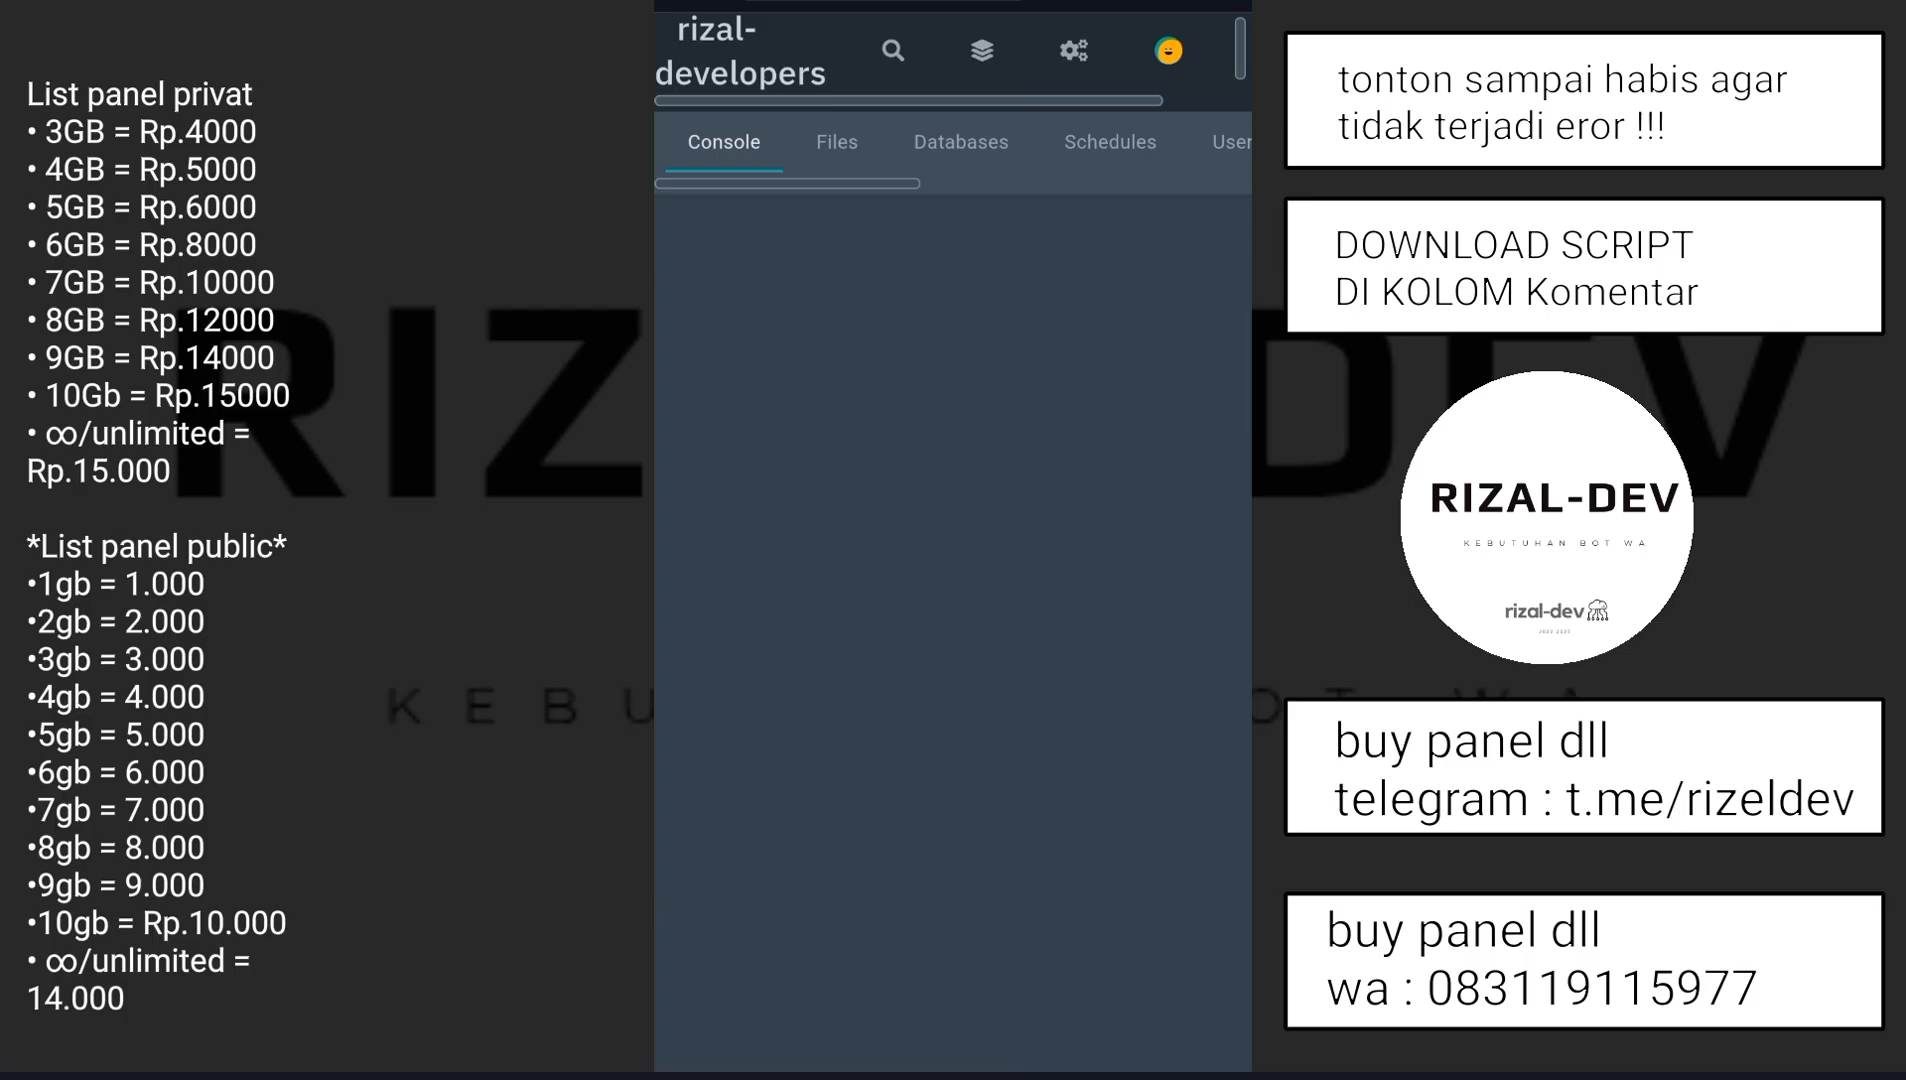 List panel privat
• 3GB = Rp.4000
• 4GB = Rp.5000
• 5GB = Rp.6000
• 6GB = Rp.8000
• 7GB = Rp.10000
• 8GB = Rp.12000
• 9GB = Rp.14000
• 10Gb = Rp.15000
• ∞/unlimited =
Rp.15.000
*List panel public*
•1gb = 1.000
•2gb = 2.000
•3gb = 3.000
•4gb = 4.000
•5gb = 5.000
•6gb = 6.000
•7gb = 7.000
•8gb = 8.000
•9gb = 9.000
•10gb = Rp.10.000
• ∞/unlimited =
14.000
rizal-
developers
Console Files Databases Schedules User
tonton sampai habis agar
tidak terjadi eror !!!
DOWNLOAD SCRIPT
DI KOLOM Komentar
RIZAL-DEV
KEBUTUHAN BOT WA
rizal-dev
buy panel dll
telegram : t.me/rizeldev
buy panel dll
wa : 083119115977
RIZ DEV
KEBU OT WA